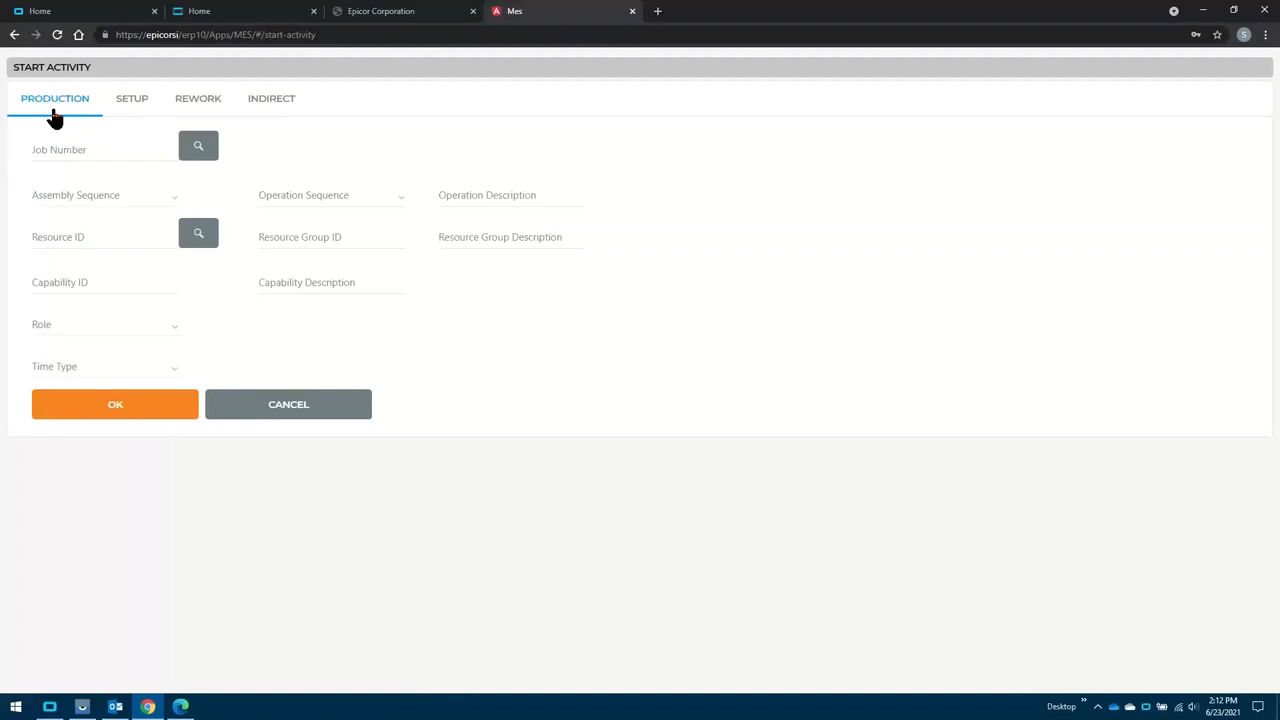 Home
Home
Epicor Corporation
Mes
https://epicorsi/erp10/Apps/MES/#/start-activity
S
START ACTIVITY
PRODUCTION SETUP REWORK INDIRECT
Job Number
Assembly Sequence Operation Sequence Operation Description
Resource ID Resource Group ID Resource Group Description
Capability ID Capability Description
Role
Time Type
OK CANCEL
Desktop
2:12 PM
6/23/2021